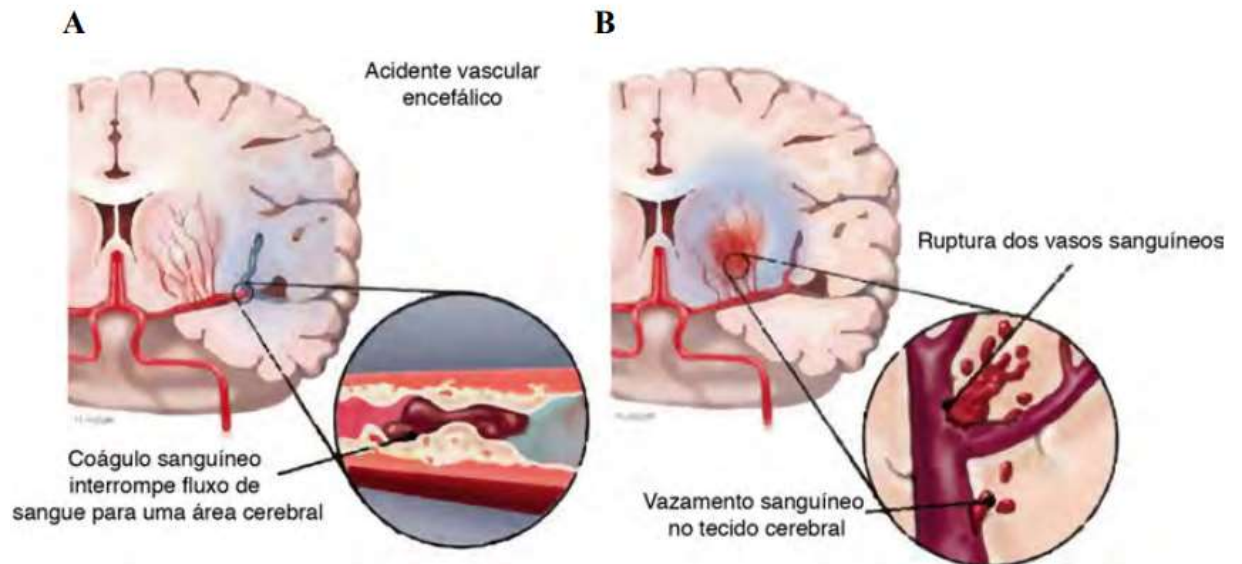 A
B
Acidente vascular
encefálico
Ruptura dos vasos sanguíneos
Coágulo sanguíneo
interrompe fluxo de
sangue para uma área cerebral
Vazamento sanguíneo
no tecido cerebral